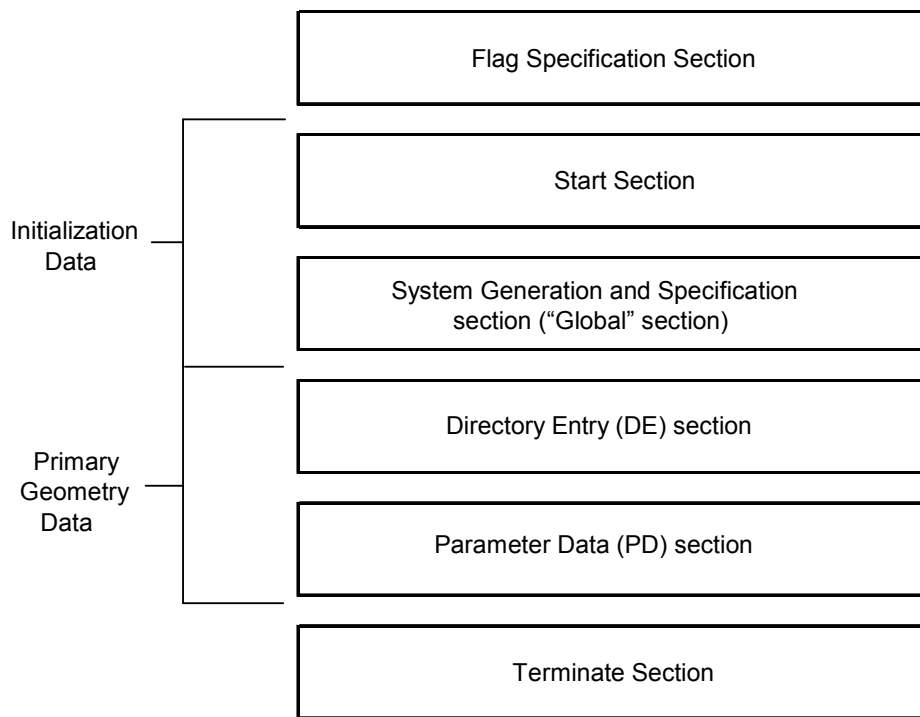 Flag Specification Section
Start Section
Initialization
Data
System Generation and Specification
section (“Global” section)
Directory Entry (DE) section
Primary
Geometry
Data
Parameter Data (PD) section
Terminate Section